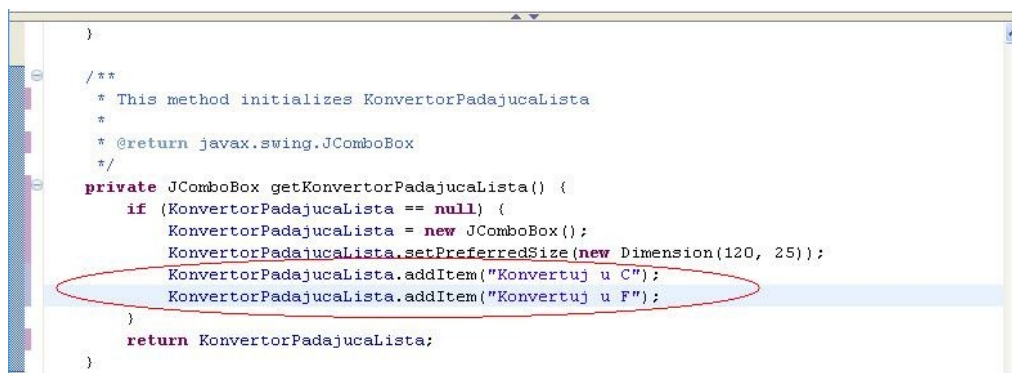 }
/**
* This method initializes KonvertorPadajucaLista
*
* @return javax.swing.JComboBox
*/
private JComboBox getKonvertorPadajucaLista() {
if (KonvertorPadajucaLista == null) {
KonvertorPadajucaLista = new JComboBox();
KonvertorPadajucaLista.setPreferredSize(new Dimension(120, 25));
KonvertorPadajucaLista.addItem("Konvertuj u C");
KonvertorPadajucaLista.addItem("Konvertuj u F");
}
return KonvertorPadajucaLista;
}